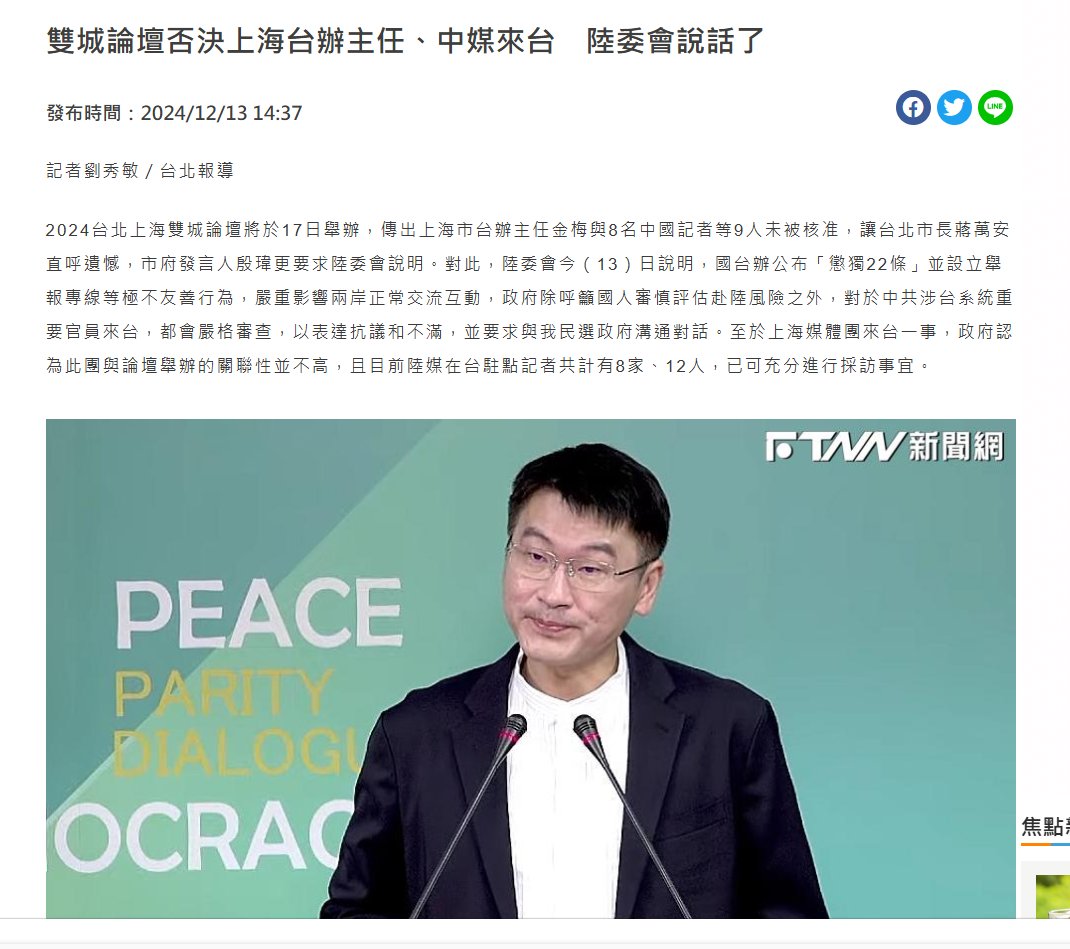 雙城論壇否決上海台辦主任、中媒來台　陸委會說話了
發布時間：2024/12/13 14:37
LINE
記者劉秀敏／台北報導
2024台北上海雙城論壇將於17日舉辦，傳出上海市台辦主任金梅與8名中國記者等9人未被核准，讓台北市長蔣萬安
直呼遺憾，市府發言人殷瑋更要求陸委會說明。對此，陸委會今（13）日說明，國台辦公布「懲獨22條」並設立舉
報專線等極不友善行為，嚴重影響兩岸正常交流互動，政府除呼籲國人審慎評估赴陸風險之外，對於中共涉台系統重
要官員來台，都會嚴格審查，以表達抗議和不滿，並要求與我民選政府溝通對話。至於上海媒體團來台一事，政府認
為此團與論壇舉辦的關聯性並不高，且目前陸媒在台駐點記者共計有8家、12人，已可充分進行採訪事宜。
FTNN新聞網
PEACE
PARITY
DIALOGU
OCRAC
焦點